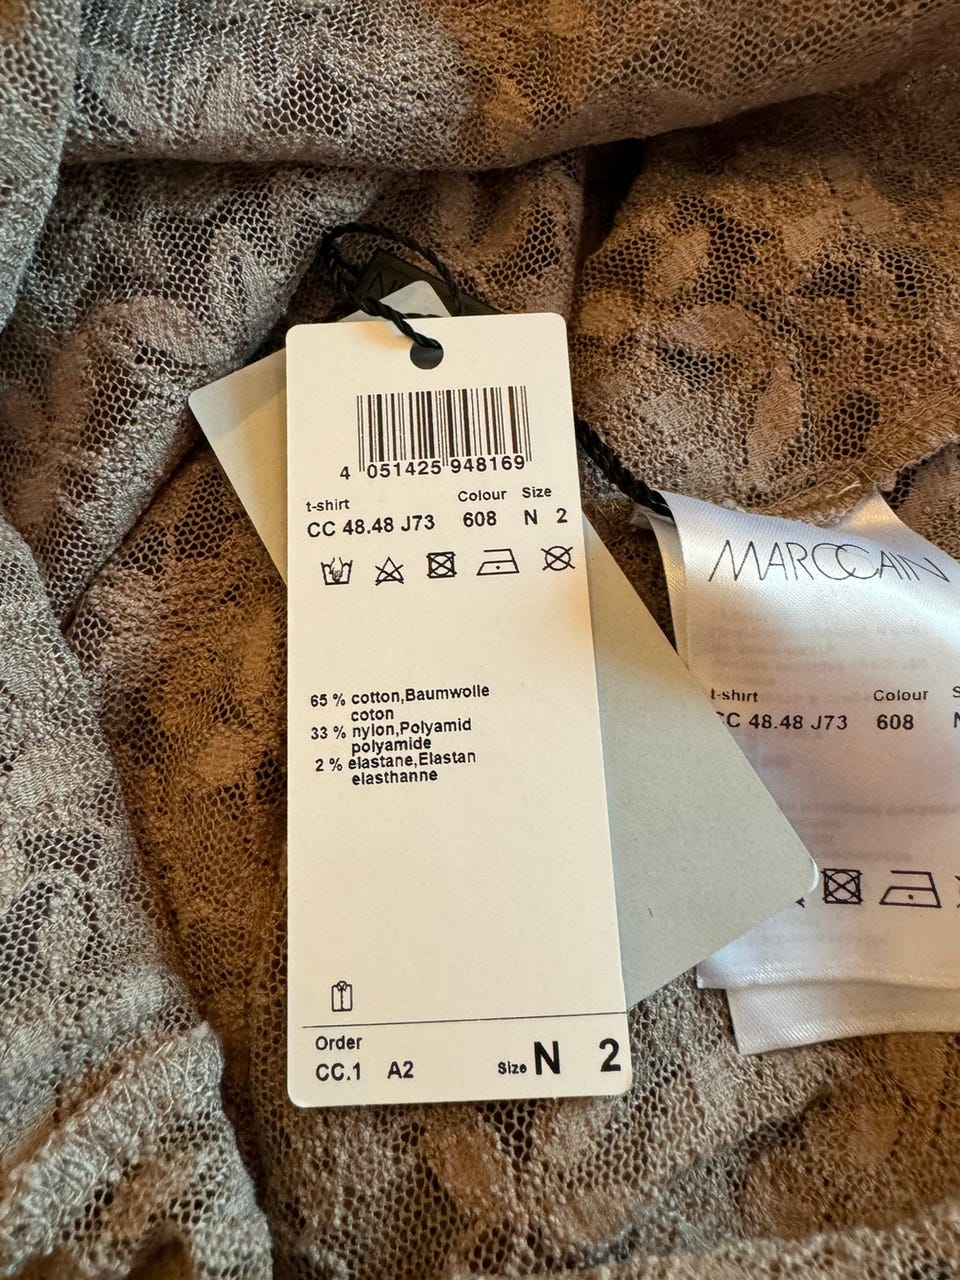 4 051425 948169
t-shirt Colour Size
CC 48.48 J73 608 N 2
65 % cotton,Baumwolle
coton
33 % nylon,Polyamid
polyamide
2 % elastane,Elastan
elasthanne
Order
CC.1 A2 Size N 2
MAROCCAIN
t-shirt Colour
CC 48.48 J73 608